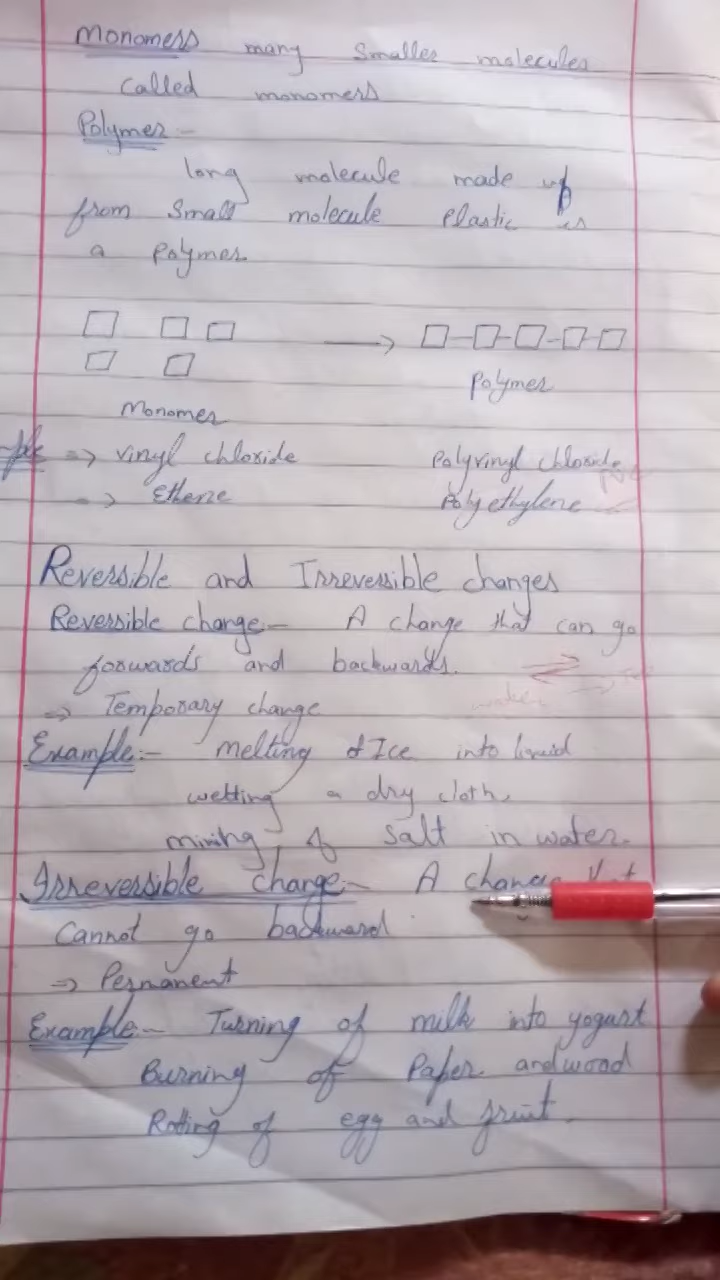 Monomers many Smaller molecules
called monomers
Polymer :-
long molecule made up
from Small molecule Plastic is
a polymer
Monomer → Polymer
=> vinyl chloride Polyvinyl chloride
=> Ethene Polyethylene
Reversible and Irreversible changes
Reversible change:- A change that can go
forwards and backwards.
=> Temporary change water
Example:- melting of Ice into liquid
wetting a dry cloth,
mixing of salt in water.
Irreversible change:- A change that
Cannot go backward
=> Permanent
Example:- Turning of milk into yogurt
Burning of Paper and wood
Rotting of egg and fruit.